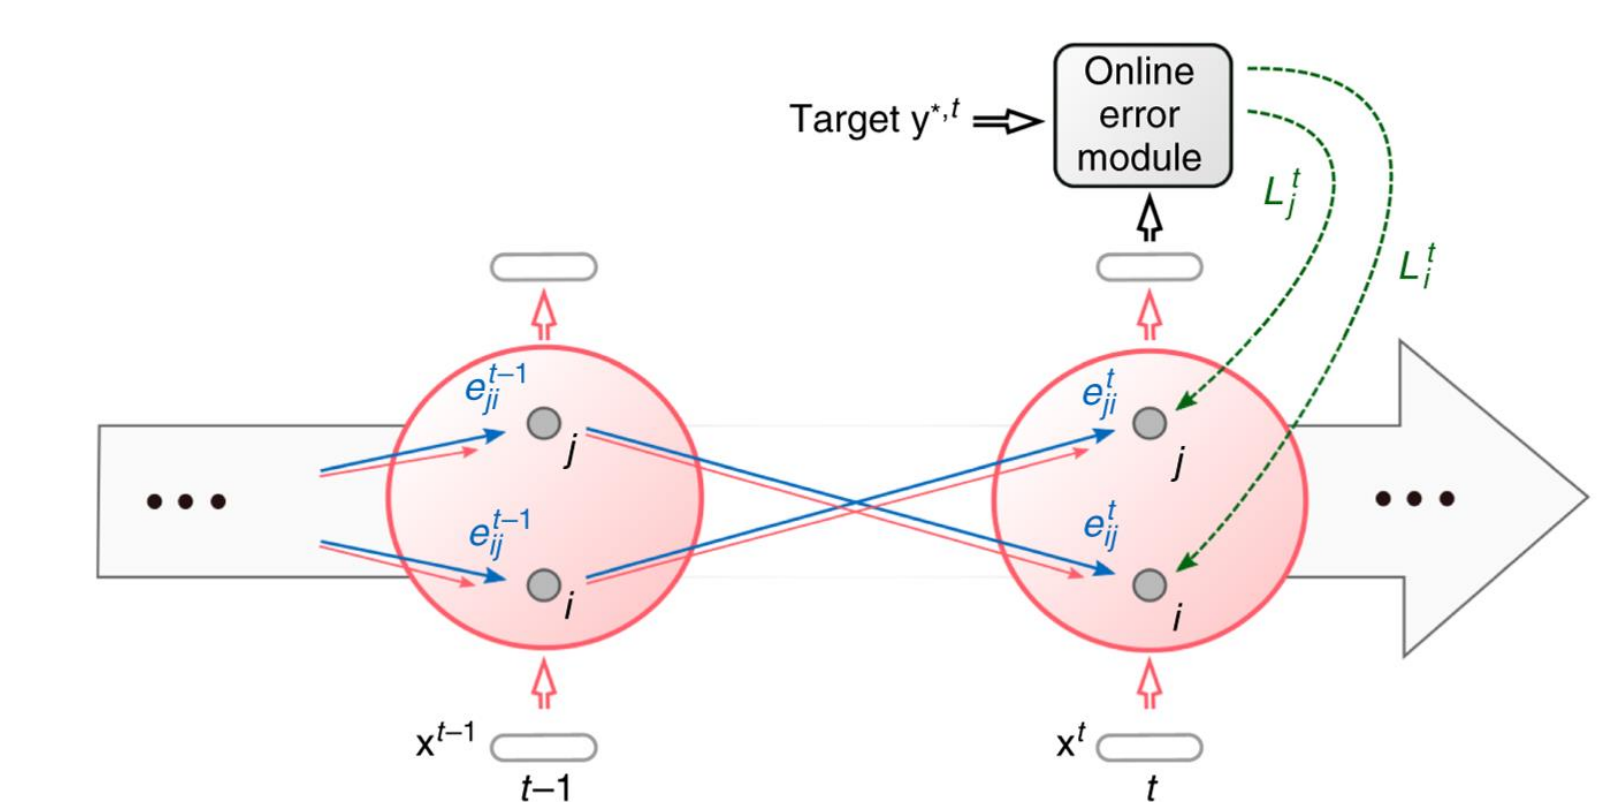 Online
error
module
Target y*,t
L_j^t
L_i^t
e_ji^t–1
e_ji^t
j
j
• • •
• • •
e_ij^t–1
e_ij^t
i
i
x^t–1
x^t
t–1
t